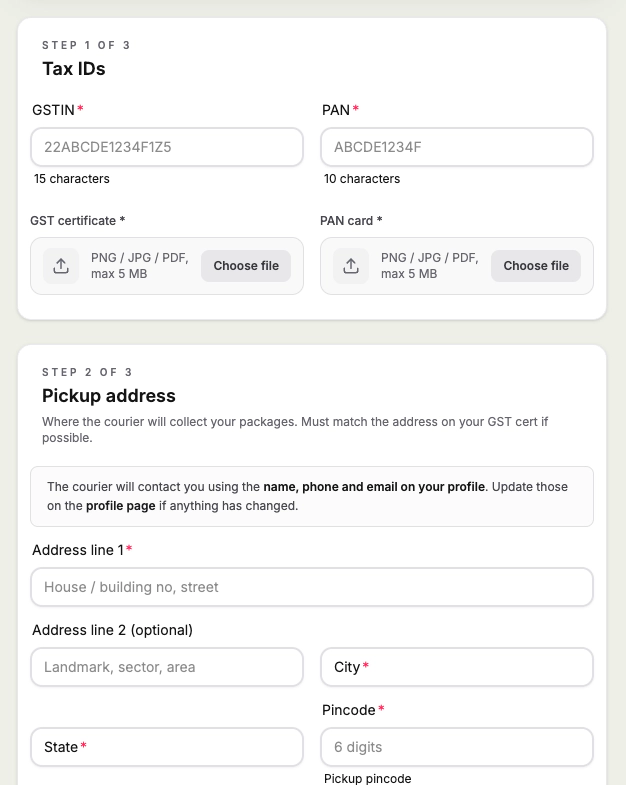 STEP 1 OF 3
Tax IDs
GSTIN*
PAN*
22ABCDE1234F1Z5
ABCDE1234F
15 characters
10 characters
GST certificate *
PAN card *
PNG / JPG / PDF,
max 5 MB
Choose file
PNG / JPG / PDF,
max 5 MB
Choose file
STEP 2 OF 3
Pickup address
Where the courier will collect your packages. Must match the address on your GST cert if
possible.
The courier will contact you using the name, phone and email on your profile. Update those
on the profile page if anything has changed.
Address line 1*
House / building no, street
Address line 2 (optional)
Landmark, sector, area
City*
Pincode*
State*
6 digits
Pickup pincode